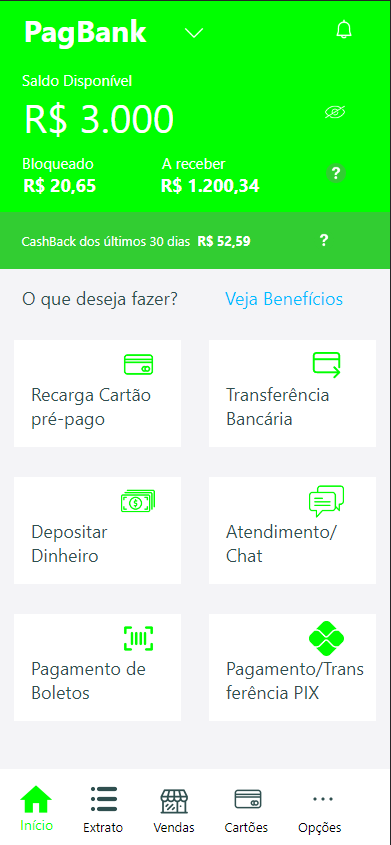 PagBank
Saldo Disponível
R$ 3.000
Bloqueado A receber
R$ 20,65 R$ 1.200,34
?
CashBack dos últimos 30 dias R$ 52,59 ?
O que deseja fazer? Veja Benefícios
Recarga Cartão
pré-pago
Transferência
Bancária
Depositar
Dinheiro
Atendimento/
Chat
Pagamento de
Boletos
Pagamento/Trans
ferência PIX
Início Extrato Vendas Cartões Opções